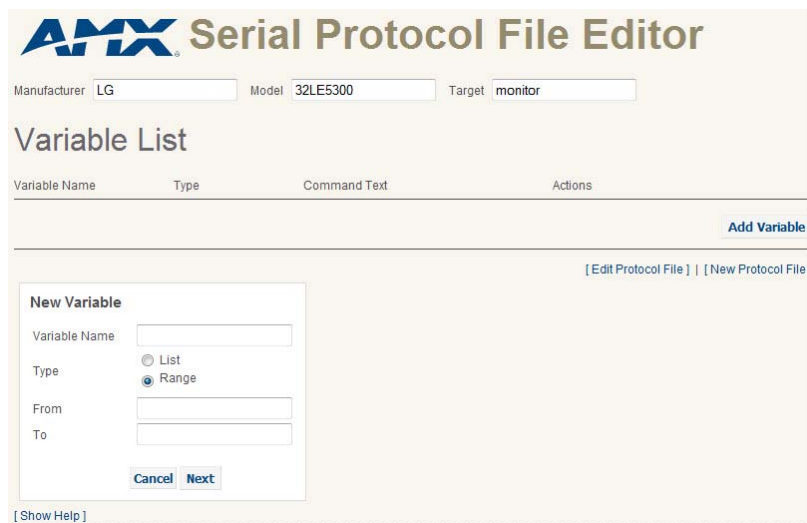 AMX Serial Protocol File Editor
Manufacturer LG Model 32LE5300 Target monitor
Variable List
Variable Name Type Command Text Actions
Add Variable
[ Edit Protocol File ] | [ New Protocol File
New Variable
Variable Name
Type
List
Range
From
To
Cancel Next
[ Show Help ]